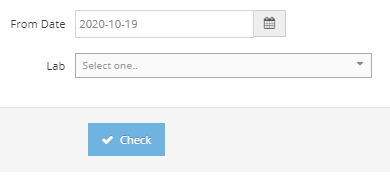 From Date 2020-10-19
Lab Select one..
Check